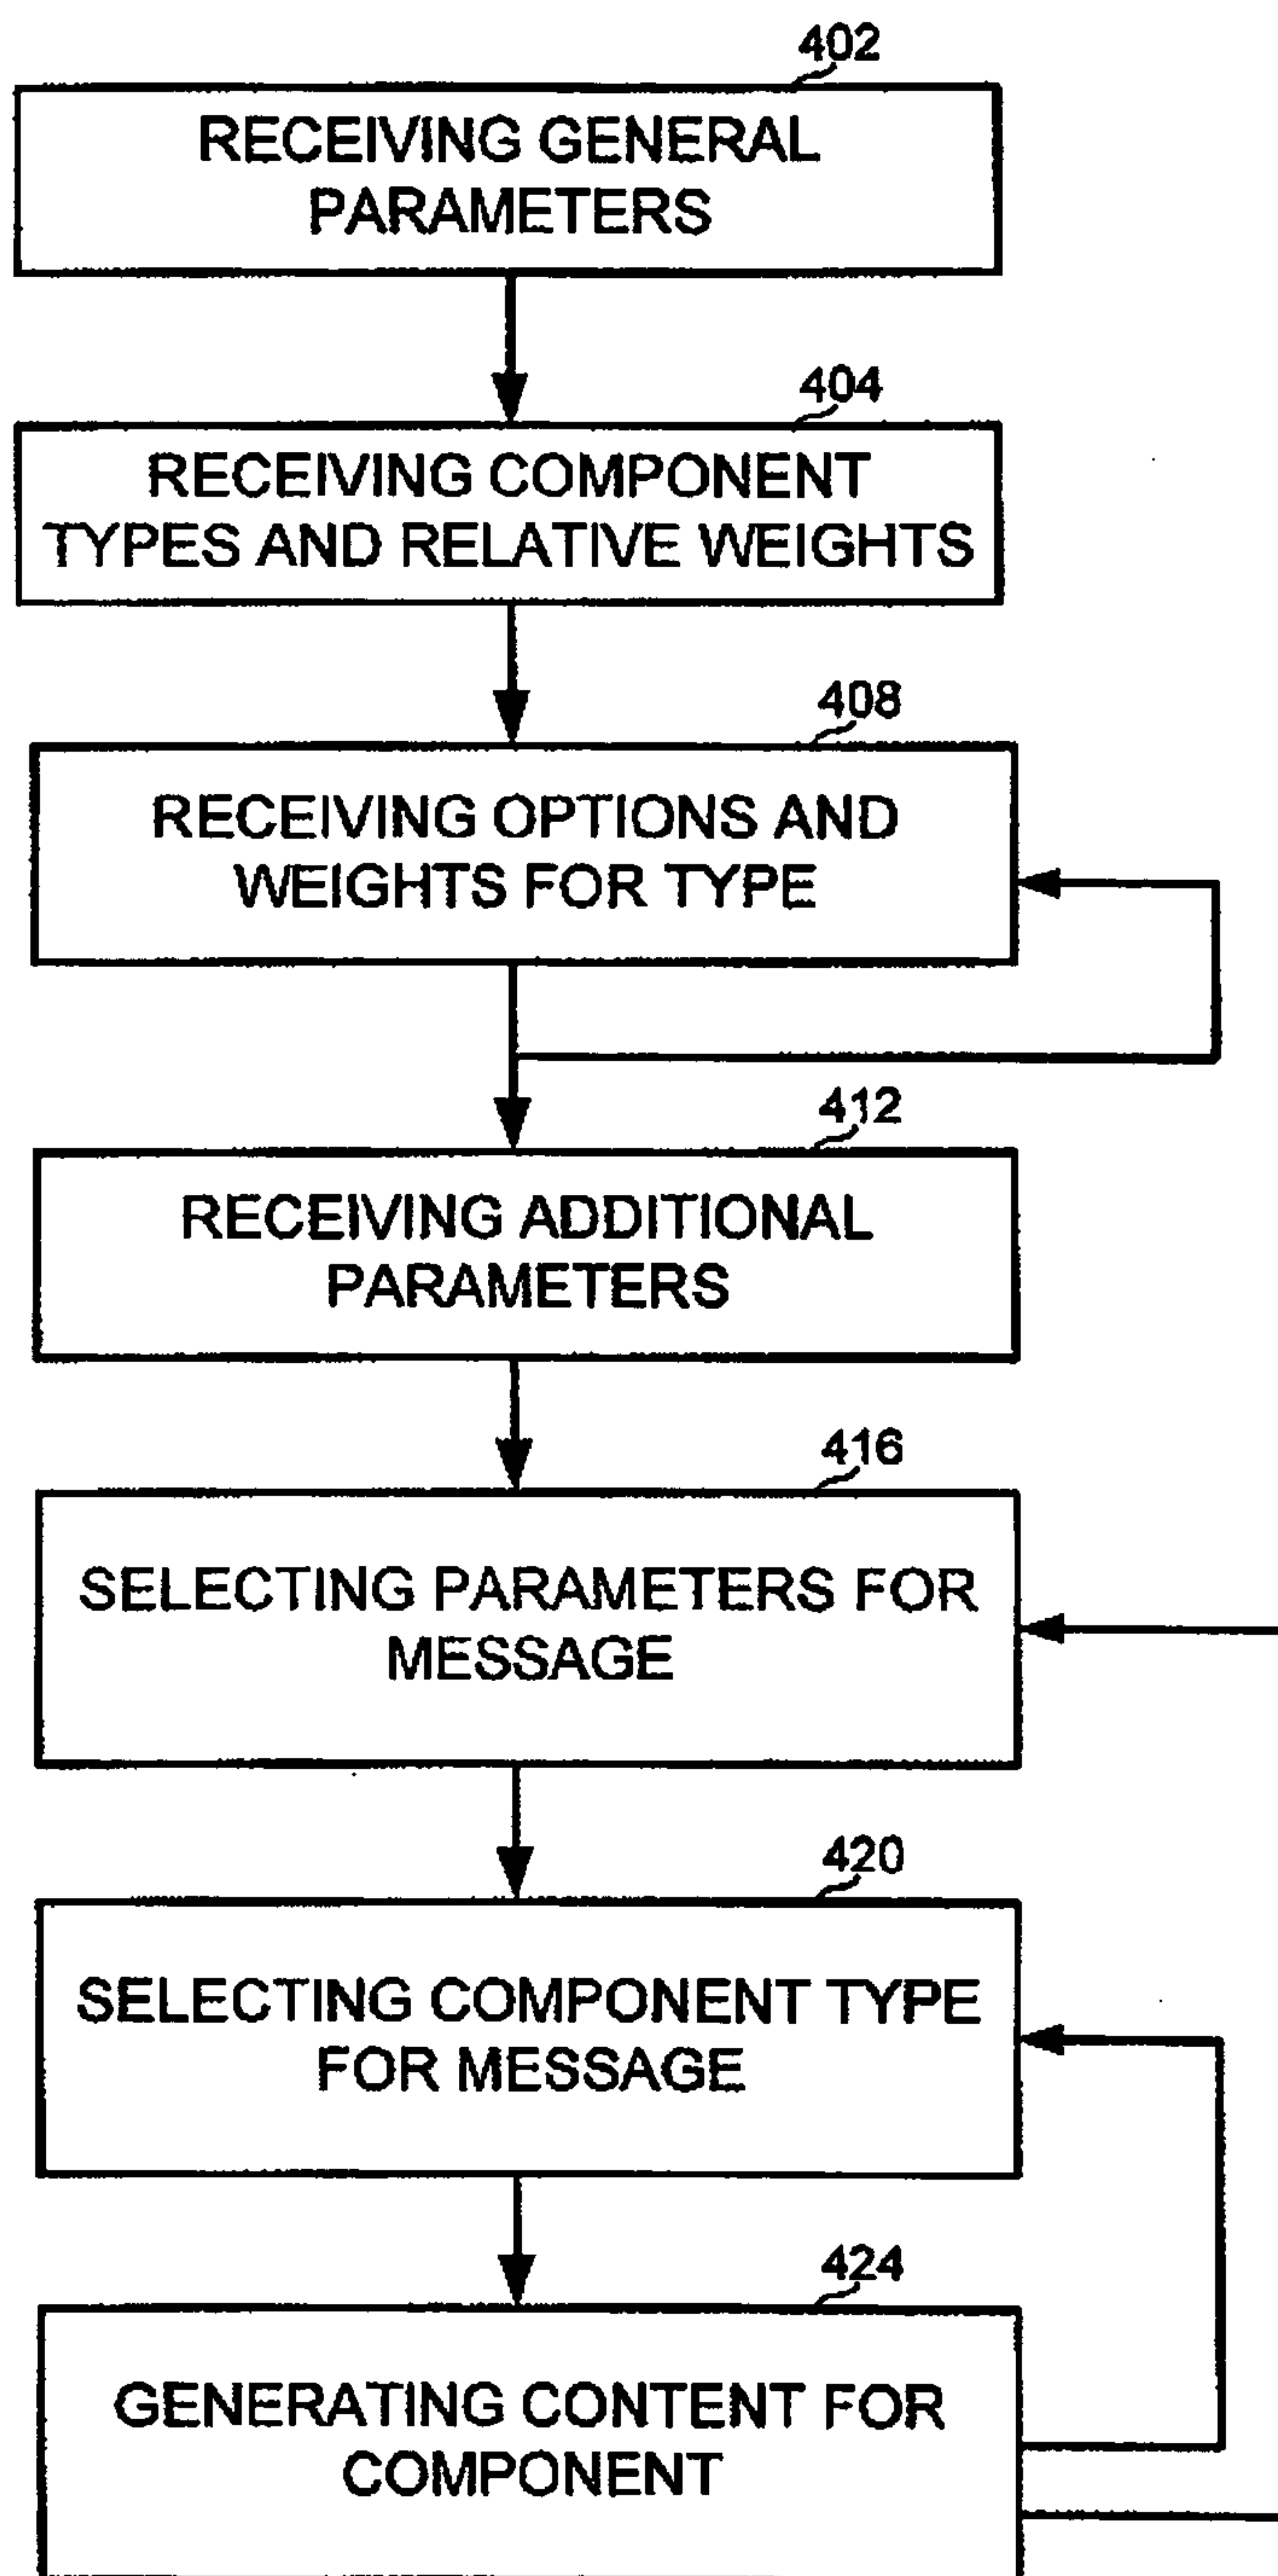 402
RECEIVING GENERAL
PARAMETERS
404
RECEIVING COMPONENT
TYPES AND RELATIVE WEIGHTS
408
RECEIVING OPTIONS AND
WEIGHTS FOR TYPE
412
RECEIVING ADDITIONAL
PARAMETERS
416
SELECTING PARAMETERS FOR
MESSAGE
420
SELECTING COMPONENT TYPE
FOR MESSAGE
424
GENERATING CONTENT FOR
COMPONENT